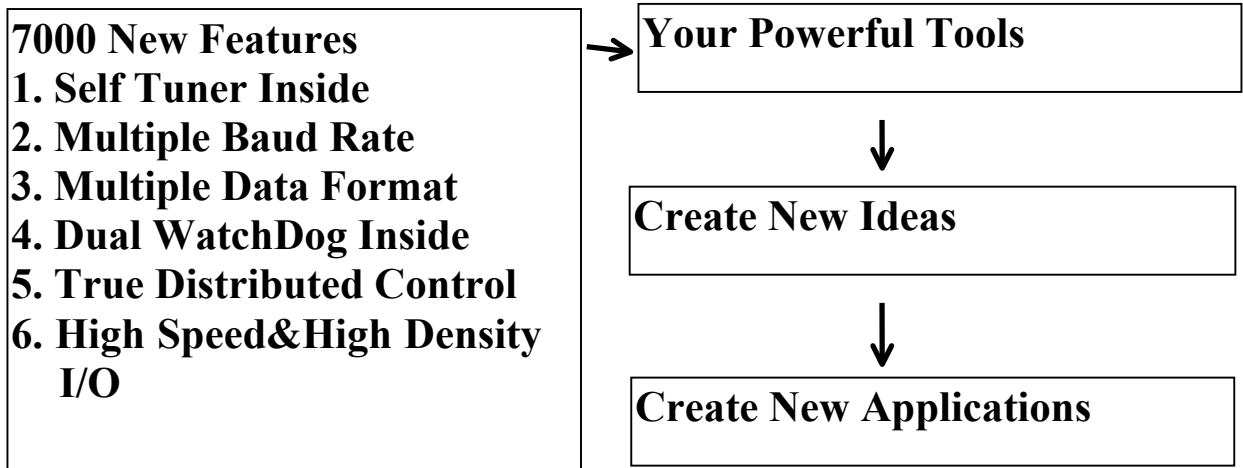 7000 New Features
1. Self Tuner Inside
2. Multiple Baud Rate
3. Multiple Data Format
4. Dual WatchDog Inside
5. True Distributed Control
6. High Speed&High Density
I/O
Your Powerful Tools
Create New Ideas
Create New Applications